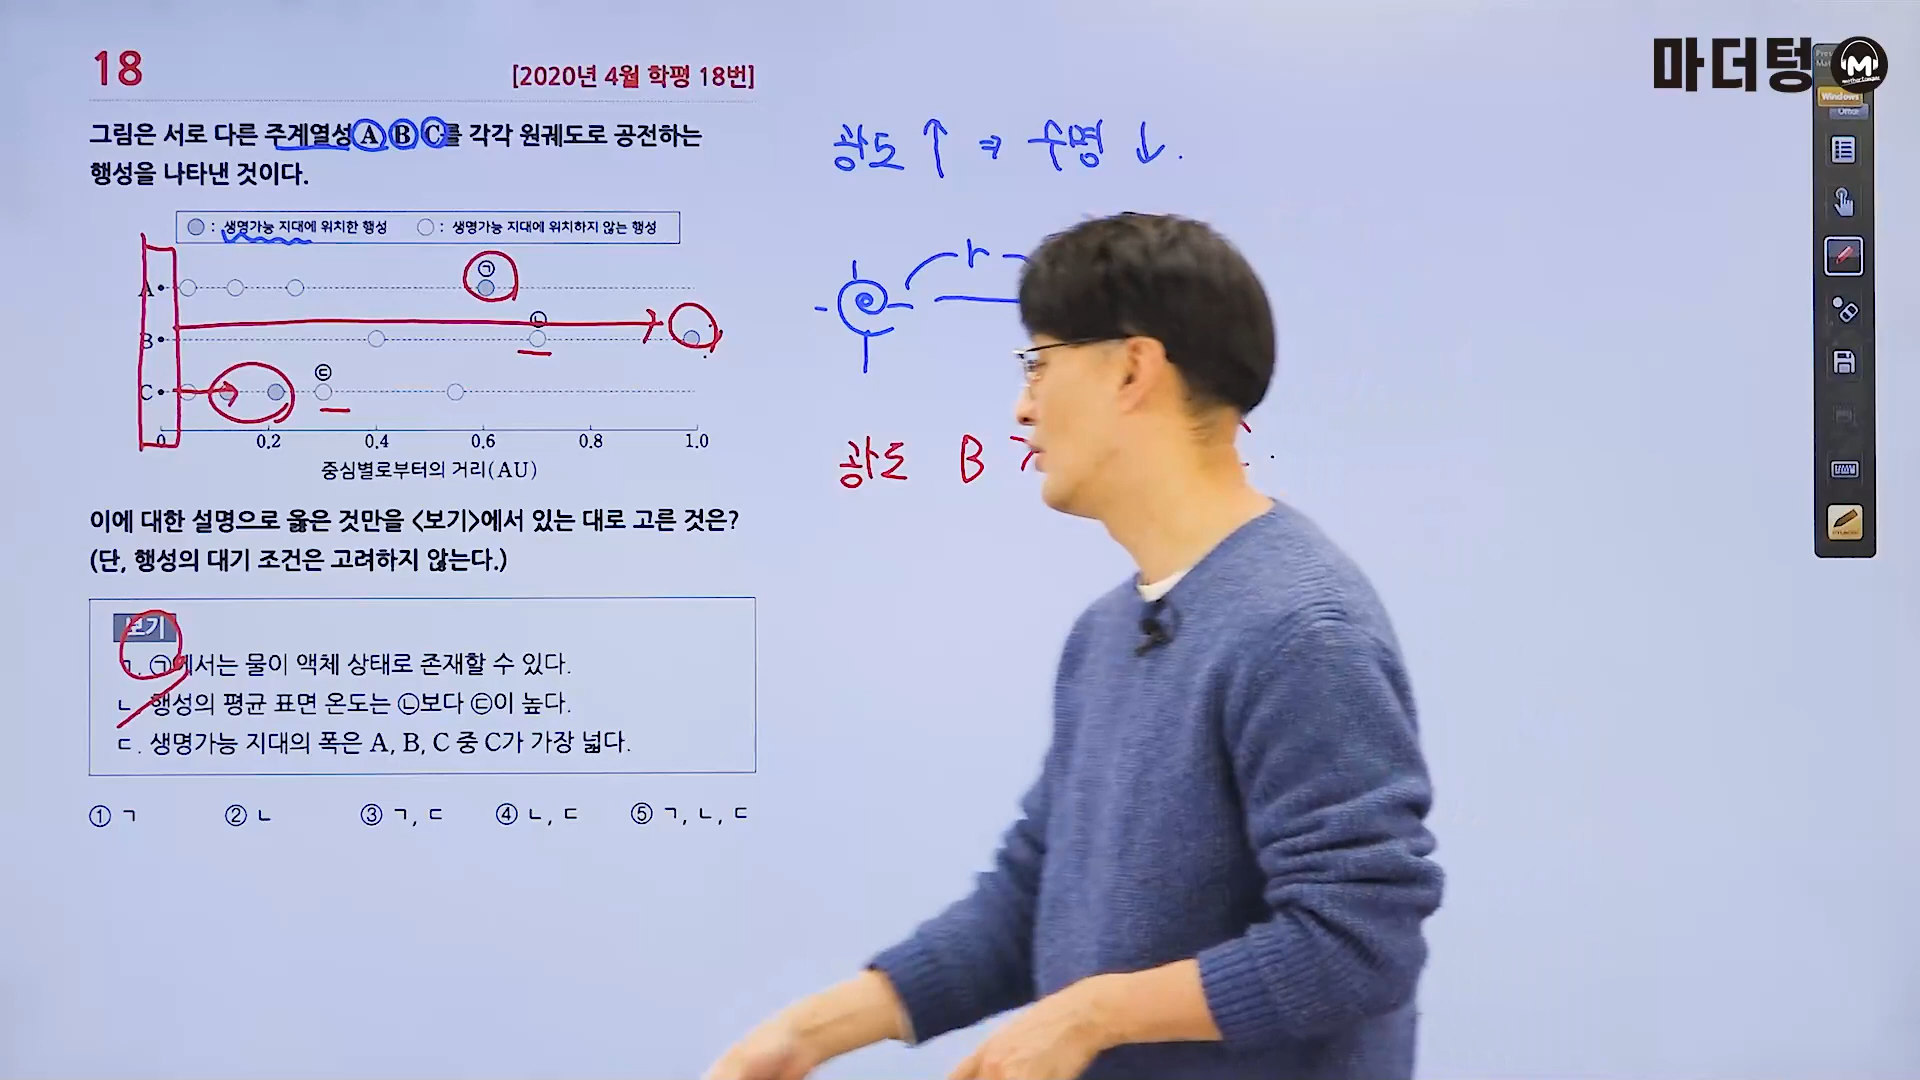 18
[2020년 4월 학평 18번]
그림은 서로 다른 주계열성 A B C를 각각 원궤도로 공전하는
행성을 나타낸 것이다.
: 생명가능 지대에 위치한 행성 : 생명가능 지대에 위치하지 않는 행성
㉠
A
㉡
B
㉢
C
0 0.2 0.4 0.6 0.8 1.0
중심별로부터의 거리(AU)
이에 대한 설명으로 옳은 것만을 <보기>에서 있는 대로 고른 것은?
(단, 행성의 대기 조건은 고려하지 않는다.)
보기
ㄱ. ㉠에서는 물이 액체 상태로 존재할 수 있다.
ㄴ. 행성의 평균 표면 온도는 ㉡보다 ㉢이 높다.
ㄷ. 생명가능 지대의 폭은 A, B, C 중 C가 가장 넓다.
① ㄱ ② ㄴ ③ ㄱ, ㄷ ④ ㄴ, ㄷ ⑤ ㄱ, ㄴ, ㄷ
광도 ↑ ⇒ 수명 ↓.
r
광도 B >
마더텅
M
Windows